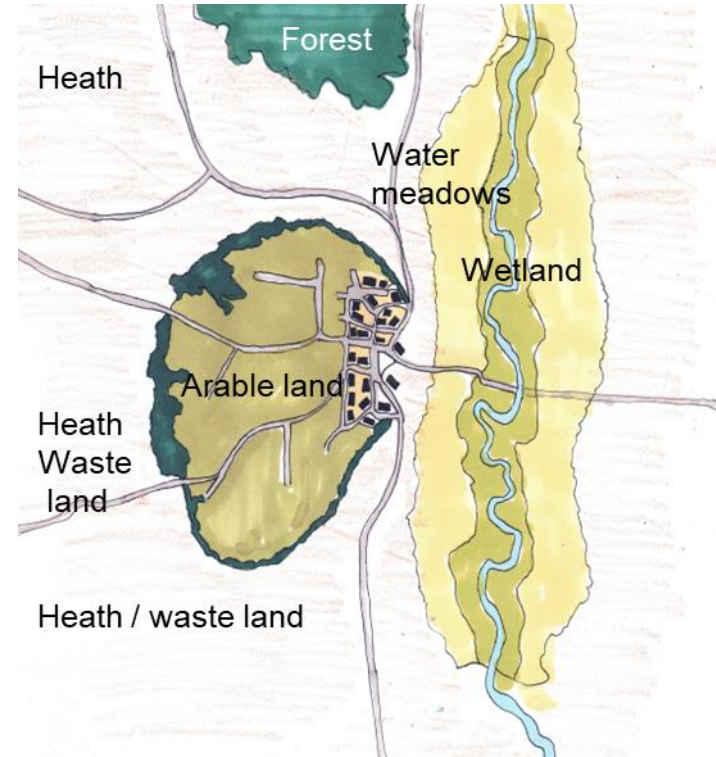 Forest
Heath
Water
meadows
Wetland
Arable land
Heath
Waste
land
Heath / waste land